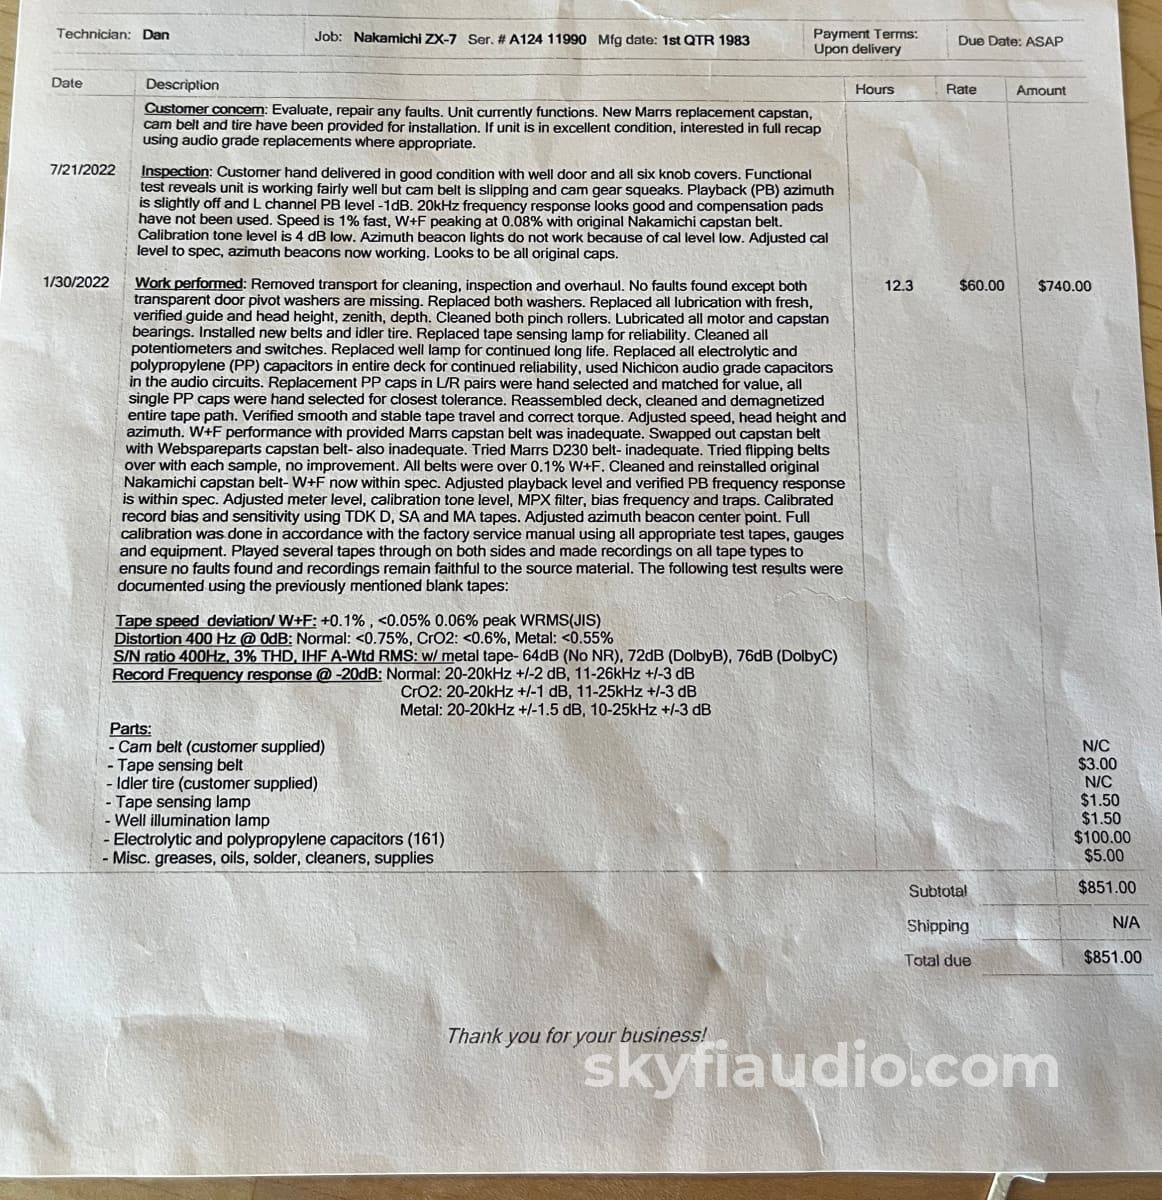 Technician: Dan
Job: Nakamichi ZX-7 Ser. # A124 11990 Mfg date: 1st QTR 1983
Payment Terms:
Upon delivery
Due Date: ASAP
Date Description Hours Rate Amount
Customer concern: Evaluate, repair any faults. Unit currently functions. New Marrs replacement capstan,
cam belt and tire have been provided for installation. If unit is in excellent condition, interested in full recap
using audio grade replacements where appropriate.
7/21/2022 Inspection: Customer hand delivered in good condition with well door and all six knob covers. Functional
test reveals unit is working fairly well but cam belt is slipping and cam gear squeaks. Playback (PB) azimuth
is slightly off and L channel PB level -1dB. 20kHz frequency response looks good and compensation pads
have not been used. Speed is 1% fast, W+F peaking at 0.08% with original Nakamichi capstan belt.
Calibration tone level is 4 dB low. Azimuth beacon lights do not work because of cal level low. Adjusted cal
level to spec, azimuth beacons now working. Looks to be all original caps.
1/30/2022 Work performed: Removed transport for cleaning, inspection and overhaul. No faults found except both 12.3 $60.00 $740.00
transparent door pivot washers are missing. Replaced both washers. Replaced all lubrication with fresh,
verified guide and head height, zenith, depth. Cleaned both pinch rollers. Lubricated all motor and capstan
bearings. Installed new belts and idler tire. Replaced tape sensing lamp for reliability. Cleaned all
potentiometers and switches. Replaced well lamp for continued long life. Replaced all electrolytic and
polypropylene (PP) capacitors in entire deck for continued reliability, used Nichicon audio grade capacitors
in the audio circuits. Replacement PP caps in L/R pairs were hand selected and matched for value, all
single PP caps were hand selected for closest tolerance. Reassembled deck, cleaned and demagnetized
entire tape path. Verified smooth and stable tape travel and correct torque. Adjusted speed, head height and
azimuth. W+F performance with provided Marrs capstan belt was inadequate. Swapped out capstan belt
with Webspareparts capstan belt- also inadequate. Tried Marrs D230 belt- inadequate. Tried flipping belts
over with each sample, no improvement. All belts were over 0.1% W+F. Cleaned and reinstalled original
Nakamichi capstan belt- W+F now within spec. Adjusted playback level and verified PB frequency response
is within spec. Adjusted meter level, calibration tone level, MPX filter, bias frequency and traps. Calibrated
record bias and sensitivity using TDK D, SA and MA tapes. Adjusted azimuth beacon center point. Full
calibration was done in accordance with the factory service manual using all appropriate test tapes, gauges
and equipment. Played several tapes through on both sides and made recordings on all tape types to
ensure no faults found and recordings remain faithful to the source material. The following test results were
documented using the previously mentioned blank tapes:
Tape speed deviation/ W+F: +0.1% , <0.05% 0.06% peak WRMS(JIS)
Distortion 400 Hz @ 0dB: Normal: <0.75%, CrO2: <0.6%, Metal: <0.55%
S/N ratio 400Hz, 3% THD, IHF A-Wtd RMS: w/ metal tape- 64dB (No NR), 72dB (DolbyB), 76dB (DolbyC)
Record Frequency response @ -20dB: Normal: 20-20kHz +/-2 dB, 11-26kHz +/-3 dB
CrO2: 20-20kHz +/-1 dB, 11-25kHz +/-3 dB
Metal: 20-20kHz +/-1.5 dB, 10-25kHz +/-3 dB
Parts:
- Cam belt (customer supplied) N/C
- Tape sensing belt $3.00
- Idler tire (customer supplied) N/C
- Tape sensing lamp $1.50
- Well illumination lamp $1.50
- Electrolytic and polypropylene capacitors (161) $100.00
- Misc. greases, oils, solder, cleaners, supplies $5.00
Subtotal $851.00
Shipping N/A
Total due $851.00
Thank you for your business!
skyfiaudio.com